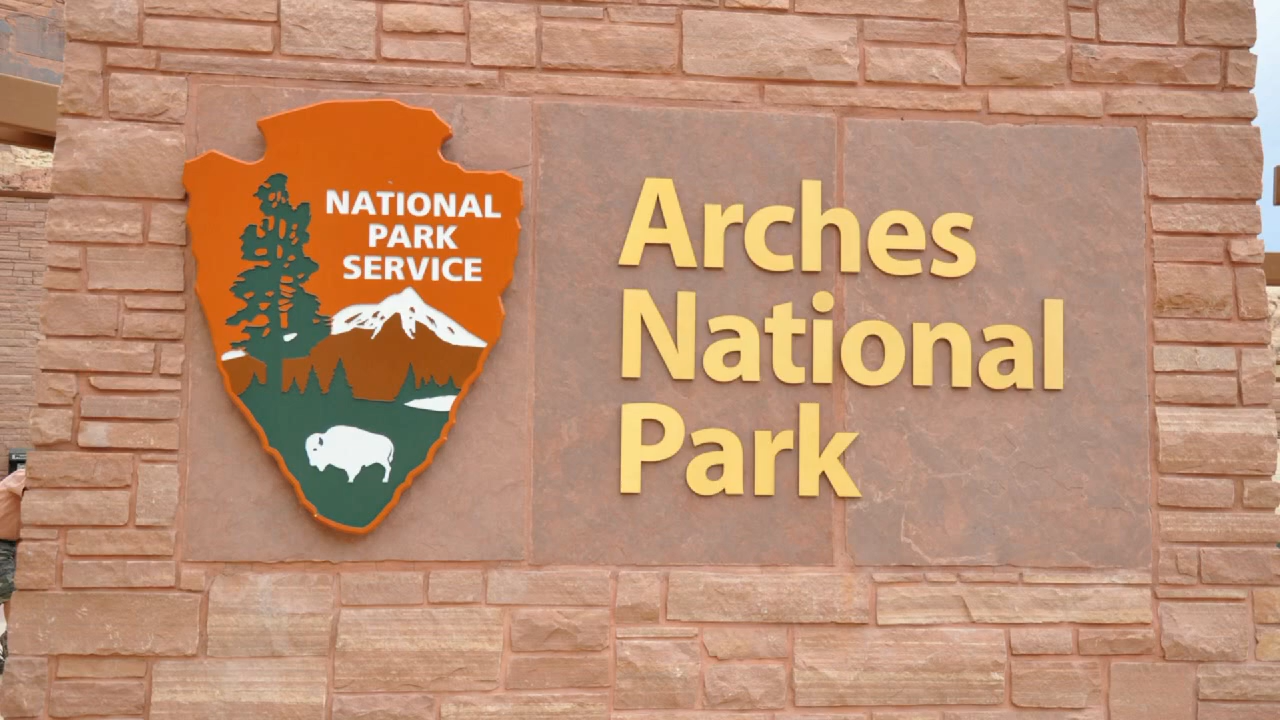 NATIONAL
PARK
SERVICE
Arches
National
Park